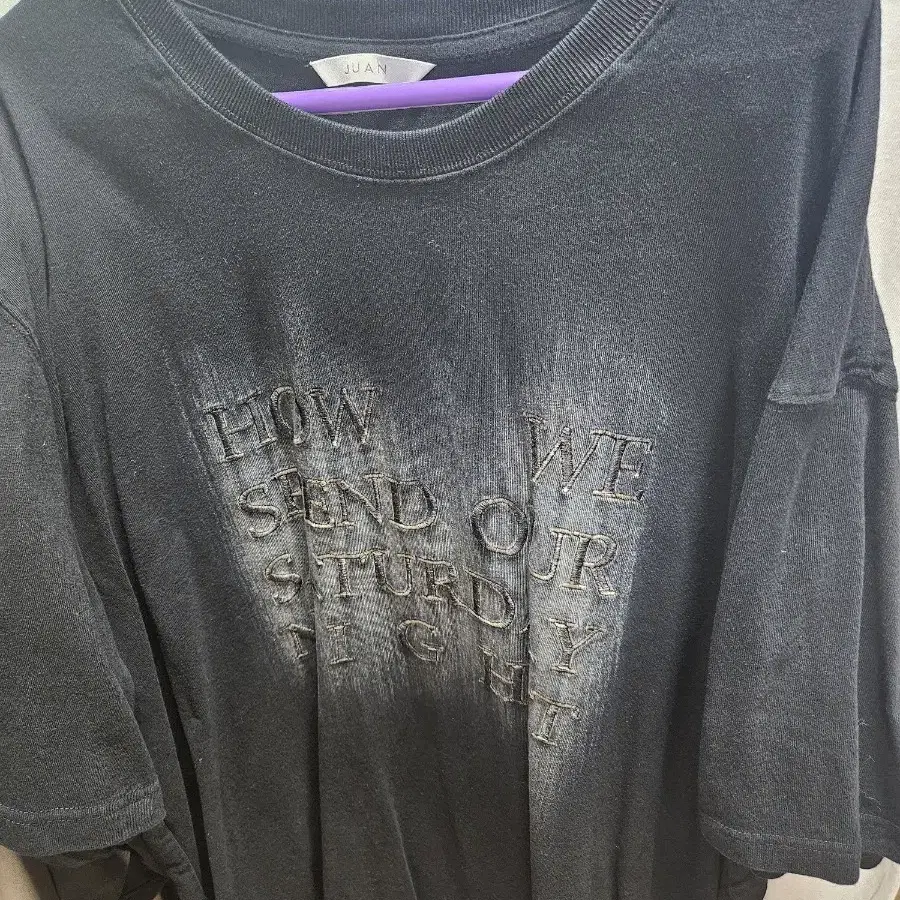 JUAN
HOW WE
SPEND OUR
SATURDAY
NIGHT